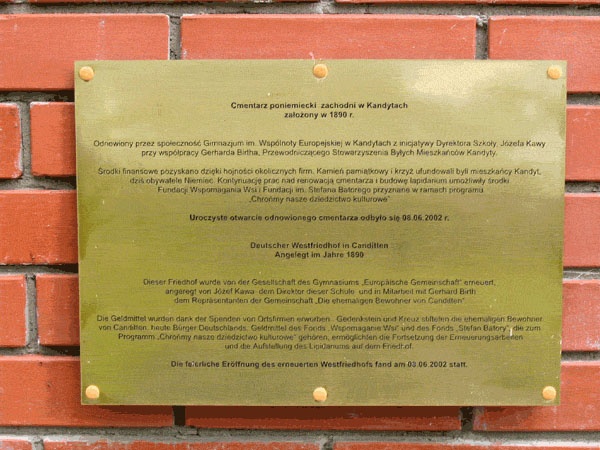 Cmentarz poniemiecki zachodni w Kandytach
założony w 1890 r.
Odnowiony przez społeczność Gimnazjum im. Wspólnoty Europejskiej w Kandytach z inicjatywy Dyrektora Szkoły, Józefa Kawy
przy współpracy Gerharda Birtha, Przewodniczącego Stowarzyszenia Byłych Mieszkańców Kandyty.
Środki finansowe pozyskano dzięki hojności okolicznych firm. Kamień pamiątkowy i krzyż ufundowali byli mieszkańcy Kandyt,
dziś obywatele Niemiec. Kontynuację prac nad renowacją cmentarza i budowę lapidarium umożliwiły środki
Fundacji Wspomagania Wsi i Fundacji im. Stefana Batorego przyznane w ramach programu
„Chrońmy nasze dziedzictwo kulturowe"
Uroczyste otwarcie odnowionego cmentarza odbyło się 08.06.2002 r.
Deutscher Westfriedhof in Canditten
Angelegt im Jahre 1890
Dieser Friedhof wurde von der Gesellschaft des Gymnasiums „Europäische Gemeinschaft" erneuert,
angeregt von Józef Kawa- dem Direktor dieser Schule und in Mitarbeit mit Gerhard Birth
dem Repräsentanten der Gemeinschaft „Die ehemaligen Bewohner von Canditten"
Die Geldmittel wurden dank der Spenden von Ortsfirmen erworben. Gedenkstein und Kreuz stifteten die ehemaligen Bewohner
von Canditten, heute Bürger Deutschlands. Geldmittel des Fonds „Wspomaganie Wsi" und des Fonds „Stefan Batory", die zum
Programm „Chrońmy nasze dziedzictwo kulturowe" gehören, ermöglichten die Fortsetzung der Erneuerungsarbeiten
und die Aufstellung des Lapidariums auf dem Friedhof.
Die feierliche Eröffnung des erneuerten Westfriedhofs fand am 08.06.2002 statt.